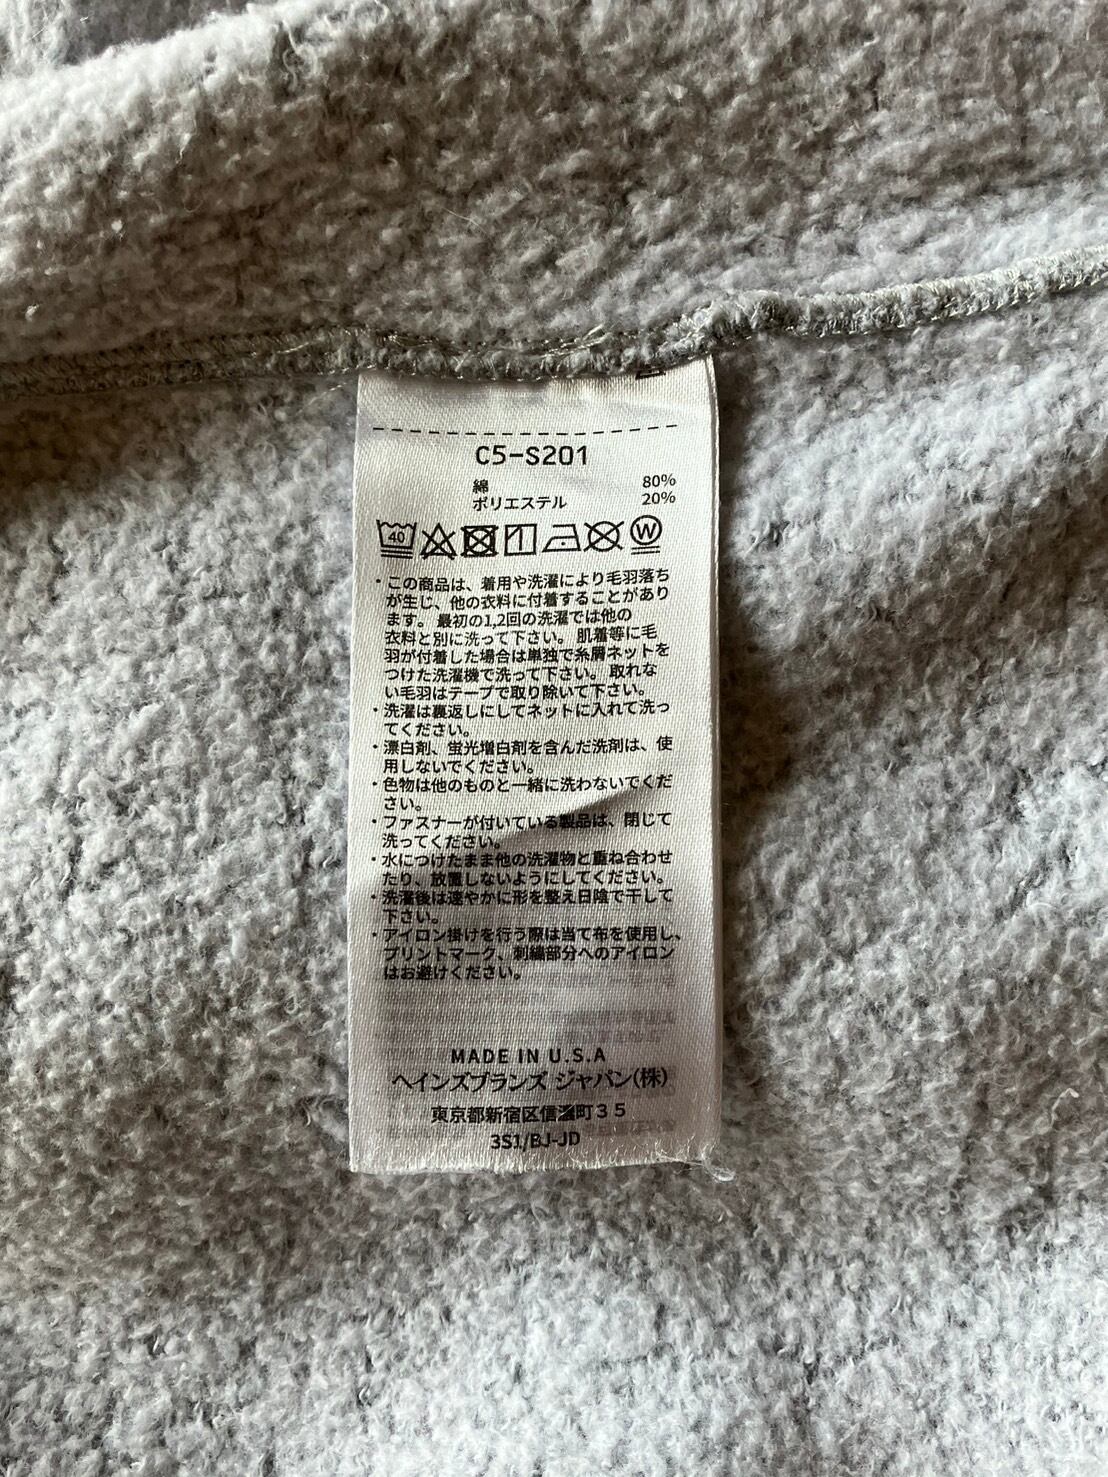 C5-S201
綿 80%
ポリエステル 20%
40 W
・この商品は、着用や洗濯により毛羽落ち
が生じ、他の衣料に付着することがあり
ます。 最初の1,2回の洗濯では他の
衣料と別に洗って下さい。 肌着等に毛
羽が付着した場合は単独で糸屑ネットを
つけた洗濯機で洗って下さい。 取れな
い毛羽はテープで取り除いて下さい。
・洗濯は裏返しにしてネットに入れて洗っ
てください。
・漂白剤、蛍光増白剤を含んだ洗剤は、使
用しないでください。
・色物は他のものと一緒に洗わないでくだ
さい。
・ファスナーが付いている製品は、閉じて
洗ってください。
・水につけたまま他の洗濯物と重ね合わせ
たり、放置しないようにしてください。
・洗濯後は速やかに形を整え日陰で干して
下さい。
・アイロン掛けを行う際は当て布を使用し、
プリントマーク、刺繍部分へのアイロン
はお避けください。
MADE IN U.S.A
ヘインズブランズ ジャパン(株)
東京都新宿区信濃町35
3S1/BJ-JD